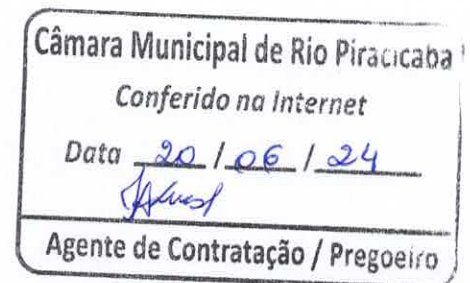 Câmara Municipal de Rio Piracicaba
Conferido na Internet
Data 20 / 06 / 24
Agente de Contratação / Pregoeiro